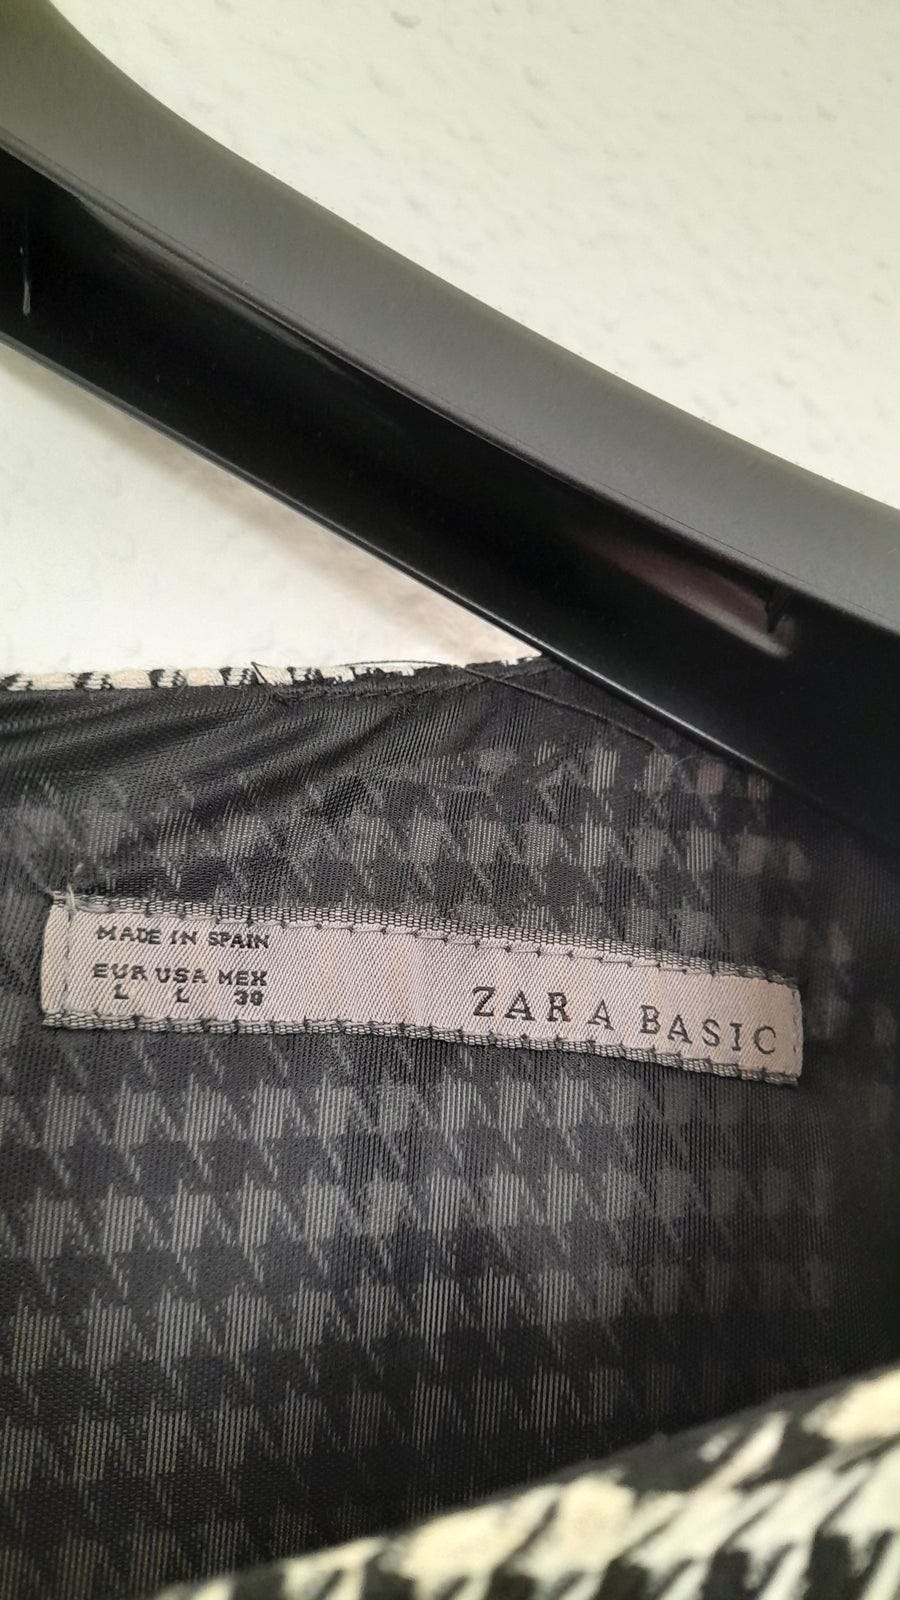 MADE IN SPAIN
EUR USA MEX
L L 30
ZARA BASIC